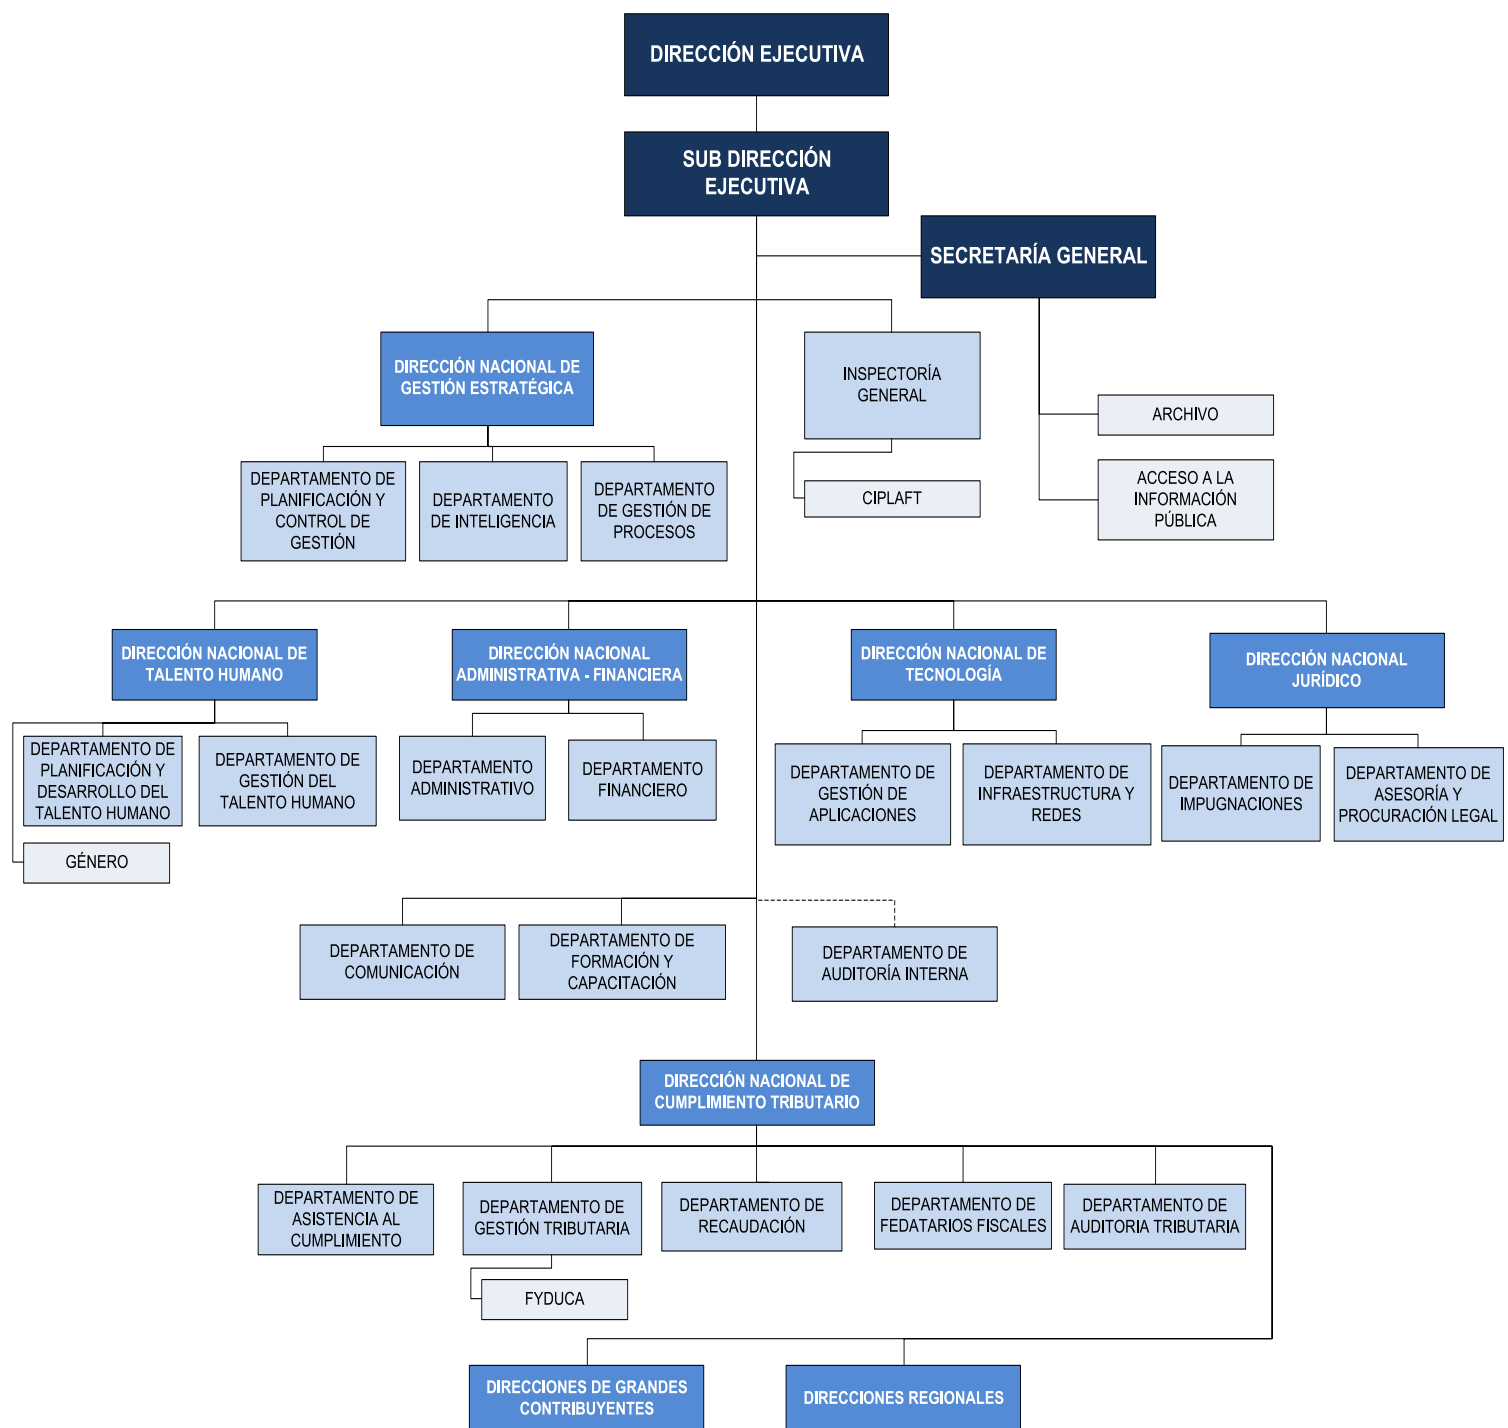 DIRECCIÓN EJECUTIVA
SUB DIRECCIÓN
EJECUTIVA
SECRETARÍA GENERAL
DIRECCIÓN NACIONAL DE
GESTIÓN ESTRATÉGICA
INSPECTORÍA
GENERAL
ARCHIVO
ACCESO A LA
INFORMACIÓN
PÚBLICA
DEPARTAMENTO DE
PLANIFICACIÓN Y
CONTROL DE
GESTIÓN
DEPARTAMENTO
DE INTELIGENCIA
DEPARTAMENTO
DE GESTIÓN DE
PROCESOS
CIPLAFT
DIRECCIÓN NACIONAL DE
TALENTO HUMANO
DIRECCIÓN NACIONAL
ADMINISTRATIVA - FINANCIERA
DIRECCIÓN NACIONAL DE
TECNOLOGÍA
DIRECCIÓN NACIONAL
JURÍDICO
DEPARTAMENTO DE
PLANIFICACIÓN Y
DESARROLLO DEL
TALENTO HUMANO
DEPARTAMENTO DE
GESTIÓN DEL
TALENTO HUMANO
DEPARTAMENTO
ADMINISTRATIVO
DEPARTAMENTO
FINANCIERO
DEPARTAMENTO DE
GESTIÓN DE
APLICACIONES
DEPARTAMENTO DE
INFRAESTRUCTURA Y
REDES
DEPARTAMENTO DE
IMPUGNACIONES
DEPARTAMENTO DE
ASESORÍA Y
PROCURACIÓN LEGAL
GÉNERO
DEPARTAMENTO DE
COMUNICACIÓN
DEPARTAMENTO DE
FORMACIÓN Y
CAPACITACIÓN
DEPARTAMENTO DE
AUDITORÍA INTERNA
DIRECCIÓN NACIONAL DE
CUMPLIMIENTO TRIBUTARIO
DEPARTAMENTO DE
ASISTENCIA AL
CUMPLIMIENTO
DEPARTAMENTO DE
GESTIÓN TRIBUTARIA
DEPARTAMENTO DE
RECAUDACIÓN
DEPARTAMENTO DE
FEDATARIOS FISCALES
DEPARTAMENTO DE
AUDITORIA TRIBUTARIA
FYDUCA
DIRECCIONES DE GRANDES
CONTRIBUYENTES
DIRECCIONES REGIONALES